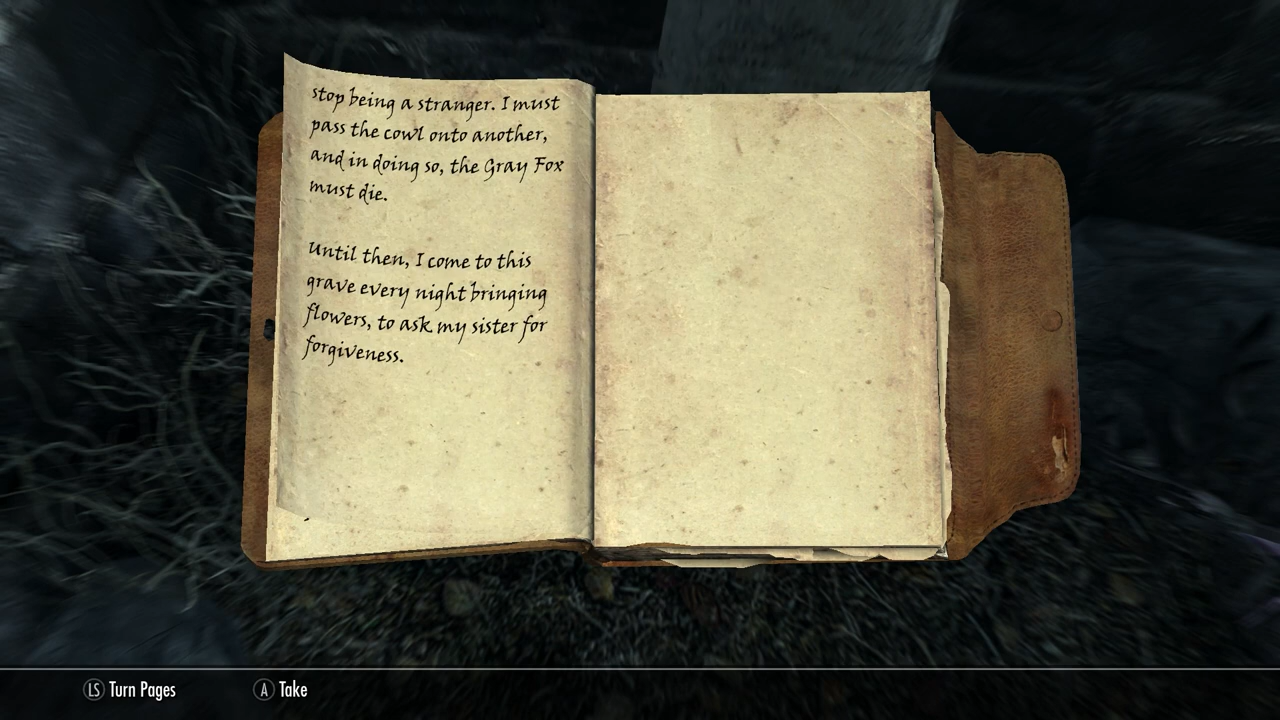 stop being a stranger. I must
pass the cowl onto another,
and in doing so, the Gray Fox
must die.
Until then, I come to this
grave every night bringing
flowers, to ask my sister for
forgiveness.
LS Turn Pages
A Take